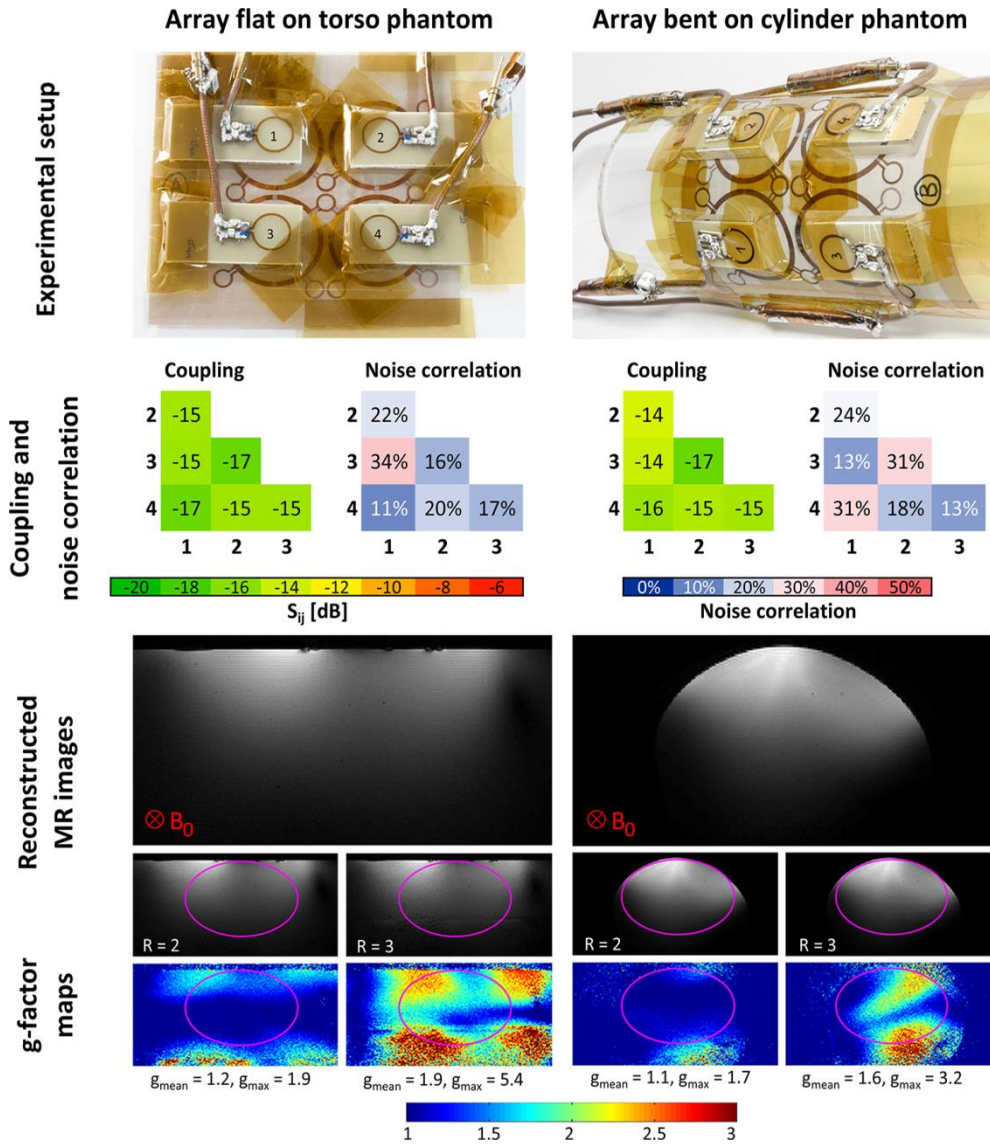 Array flat on torso phantom
Array bent on cylinder phantom
Experimental setup
1
2
3
4
A
2
4
1
3
B
Coupling and
noise correlation
Coupling
Noise correlation
Coupling
Noise correlation
2 -15
22%
2 -14
24%
3 -15 -17
34% 16%
3 -14 -17
13% 31%
4 -17 -15 -15
11% 20% 17%
4 -16 -15 -15
31% 18% 13%
1 2 3
1 2 3
1 2 3
1 2 3
2
3
4
2
3
4
-20 -18 -16 -14 -12 -10 -8 -6
0% 10% 20% 30% 40% 50%
Sij [dB]
Noise correlation
Reconstructed
MR images
⊗ B0
⊗ B0
R = 2
R = 3
R = 2
R = 3
g-factor
maps
gmean = 1.2, gmax = 1.9
gmean = 1.9, gmax = 5.4
gmean = 1.1, gmax = 1.7
gmean = 1.6, gmax = 3.2
1 1.5 2 2.5 3